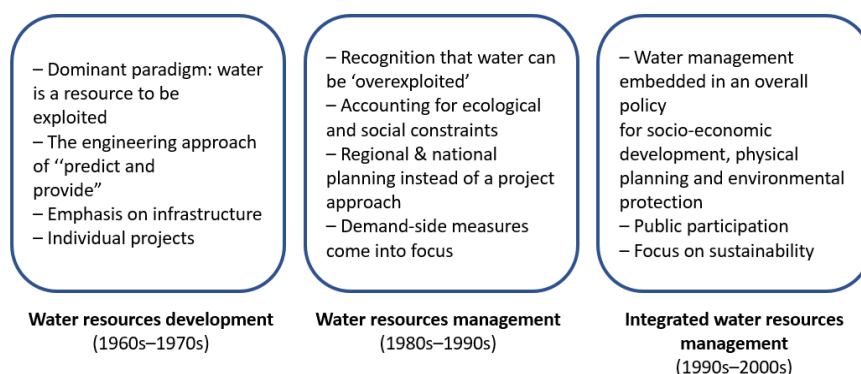 – Dominant paradigm: water
is a resource to be
exploited
– The engineering approach
of ‘‘predict and
provide”
– Emphasis on infrastructure
– Individual projects
Water resources development
(1960s–1970s)
– Recognition that water can
be ‘overexploited’
– Accounting for ecological
and social constraints
– Regional & national
planning instead of a project
approach
– Demand-side measures
come into focus
Water resources management
(1980s–1990s)
– Water management
embedded in an overall
policy
for socio-economic
development, physical
planning and environmental
protection
– Public participation
– Focus on sustainability
Integrated water resources
management
(1990s–2000s)